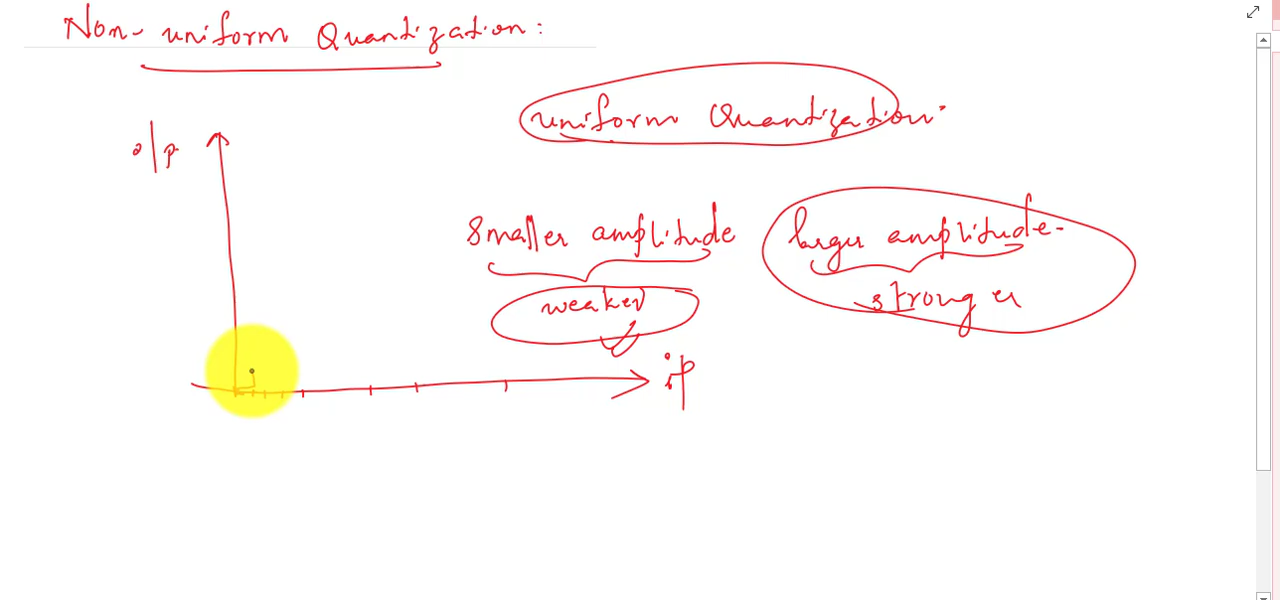 Non-uniform Quantization:
uniform Quantization.
o/p
smaller amplitude larger amplitude-
weaker stronger
i/p